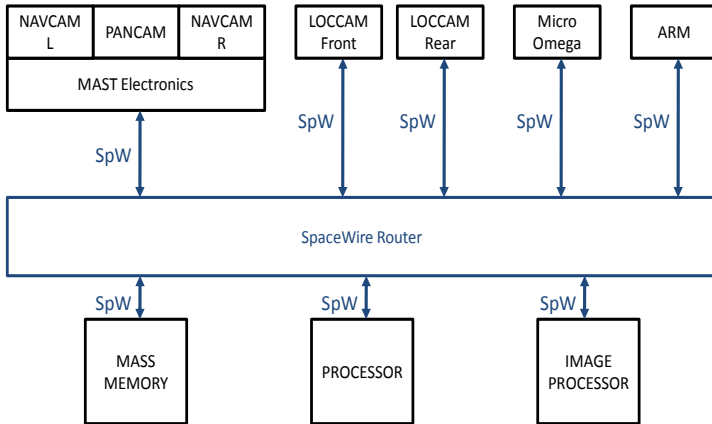 NAVCAM
L
PANCAM
NAVCAM
R
MAST Electronics
LOCCAM
Front
LOCCAM
Rear
Micro
Omega
ARM
SpW
SpW
SpW
SpW
SpW
SpaceWire Router
SpW
SpW
SpW
MASS
MEMORY
PROCESSOR
IMAGE
PROCESSOR